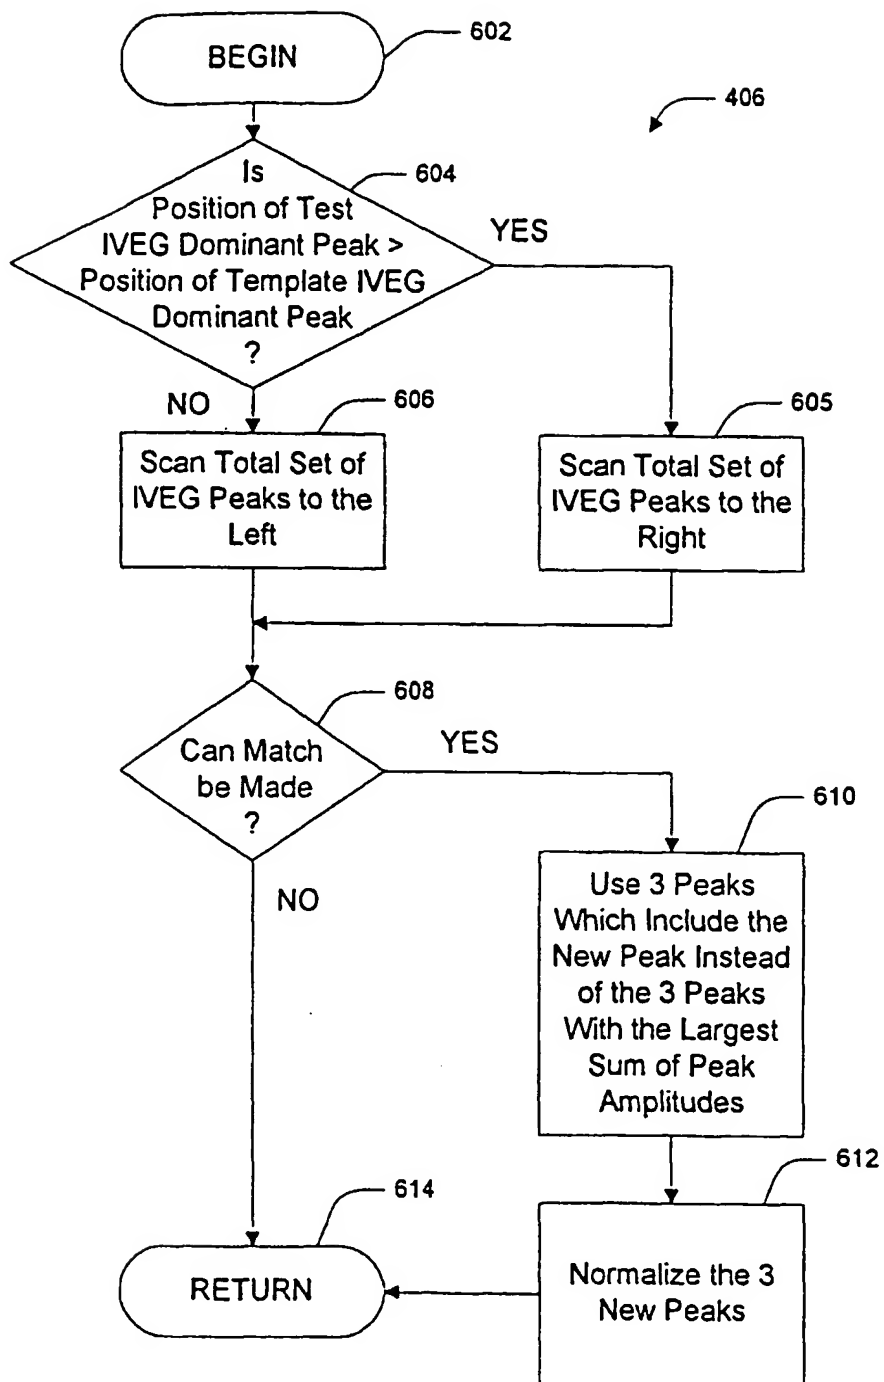 602
BEGIN
406
604
Is
Position of Test
IVEG Dominant Peak >
Position of Template IVEG
Dominant Peak
?
YES
NO
606
605
Scan Total Set of
IVEG Peaks to the
Left
Scan Total Set of
IVEG Peaks to the
Right
608
Can Match
be Made
?
YES
610
NO
Use 3 Peaks
Which Include the
New Peak Instead
of the 3 Peaks
With the Largest
Sum of Peak
Amplitudes
612
614
RETURN
Normalize the 3
New Peaks